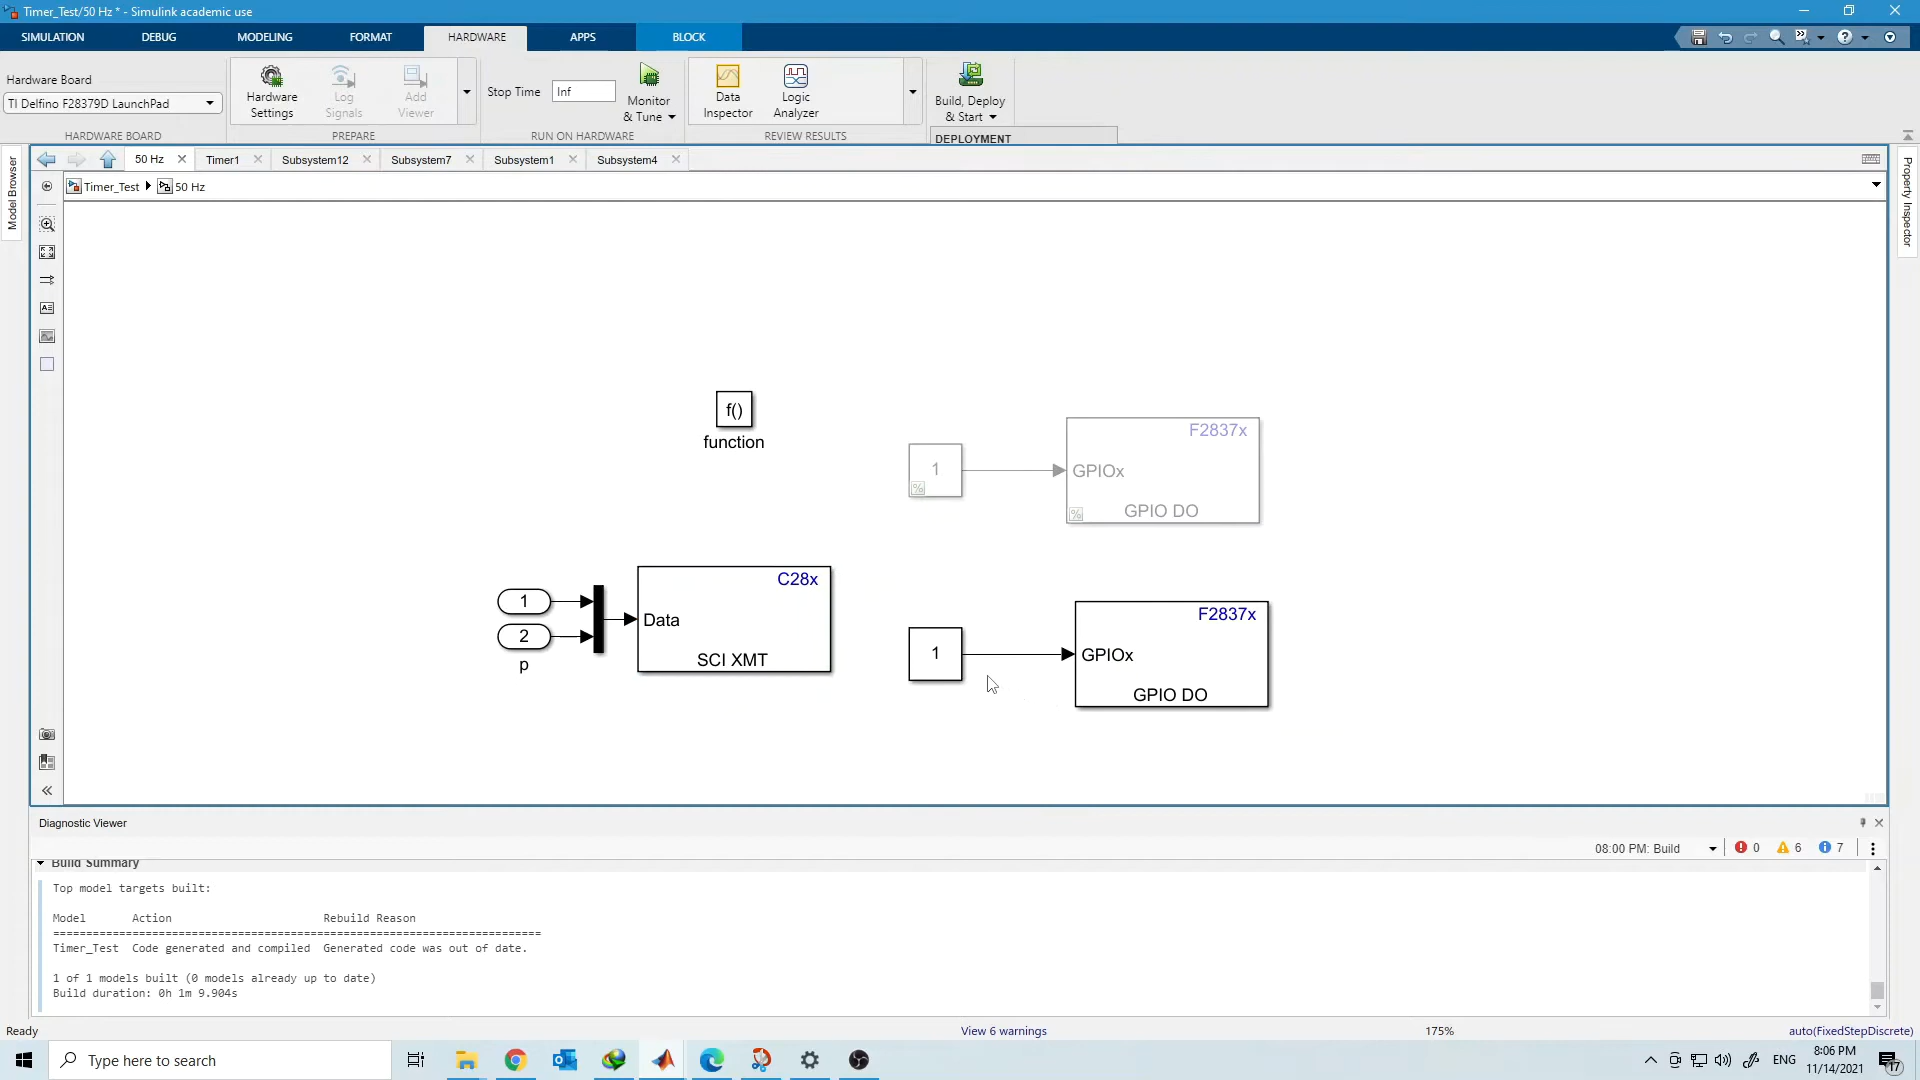 Timer_Test/50 Hz * - Simulink academic use
SIMULATION
DEBUG
MODELING
FORMAT
HARDWARE
APPS
BLOCK
Hardware Board
TI Delfino F28379D LaunchPad
HARDWARE BOARD
Hardware
Settings
Log
Signals
Add
Viewer
PREPARE
Stop Time
Inf
Monitor
& Tune
RUN ON HARDWARE
Data
Inspector
Logic
Analyzer
REVIEW RESULTS
Build, Deploy
& Start
DEPLOYMENT
50 Hz
Timer1
Subsystem12
Subsystem7
Subsystem1
Subsystem4
Model Browser
Timer_Test
50 Hz
Property Inspector
f()
function
1
F2837x
GPIOx
GPIO DO
1
2
p
C28x
Data
SCI XMT
1
F2837x
GPIOx
GPIO DO
Diagnostic Viewer
08:00 PM: Build
0
6
7
Build Summary
Top model targets built:
Model Action Rebuild Reason
==========================================================================
Timer_Test Code generated and compiled Generated code was out of date.
1 of 1 models built (0 models already up to date)
Build duration: 0h 1m 9.904s
Ready
View 6 warnings
175%
auto(FixedStepDiscrete)
Type here to search
ENG
8:06 PM
11/14/2021
17